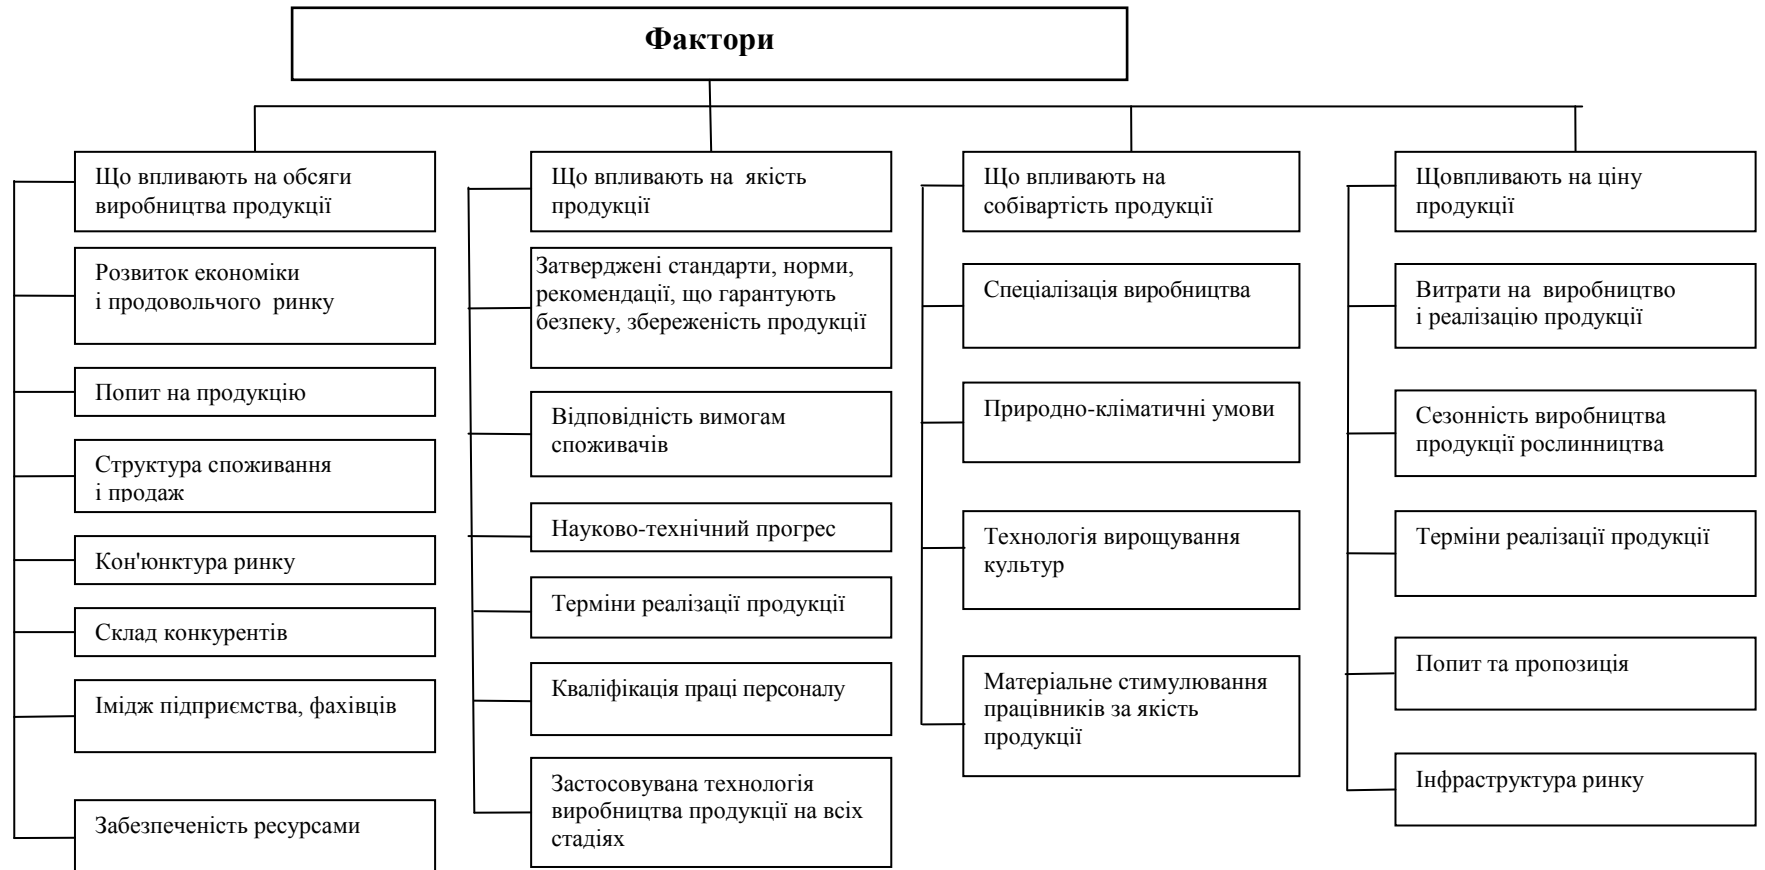 Фактори
Що впливають на обсяги
виробництва продукції
Розвиток економіки
і продовольчого ринку
Попит на продукцію
Структура споживання
і продаж
Кон'юнктура ринку
Склад конкурентів
Імідж підприємства, фахівців
Забезпеченість ресурсами
Що впливають на якість
продукції
Затверджені стандарти, норми,
рекомендації, що гарантують
безпеку, збереженість продукції
Відповідність вимогам
споживачів
Науково-технічний прогрес
Терміни реалізації продукції
Кваліфікація праці персоналу
Застосовувана технологія
виробництва продукції на всіх
стадіях
Що впливають на
собівартість продукції
Спеціалізація виробництва
Природно-кліматичні умови
Технологія вирощування
культур
Матеріальне стимулювання
працівників за якість
продукції
Щовпливають на ціну
продукції
Витрати на виробництво
і реалізацію продукції
Сезонність виробництва
продукції рослинництва
Терміни реалізації продукції
Попит та пропозиція
Інфраструктура ринку